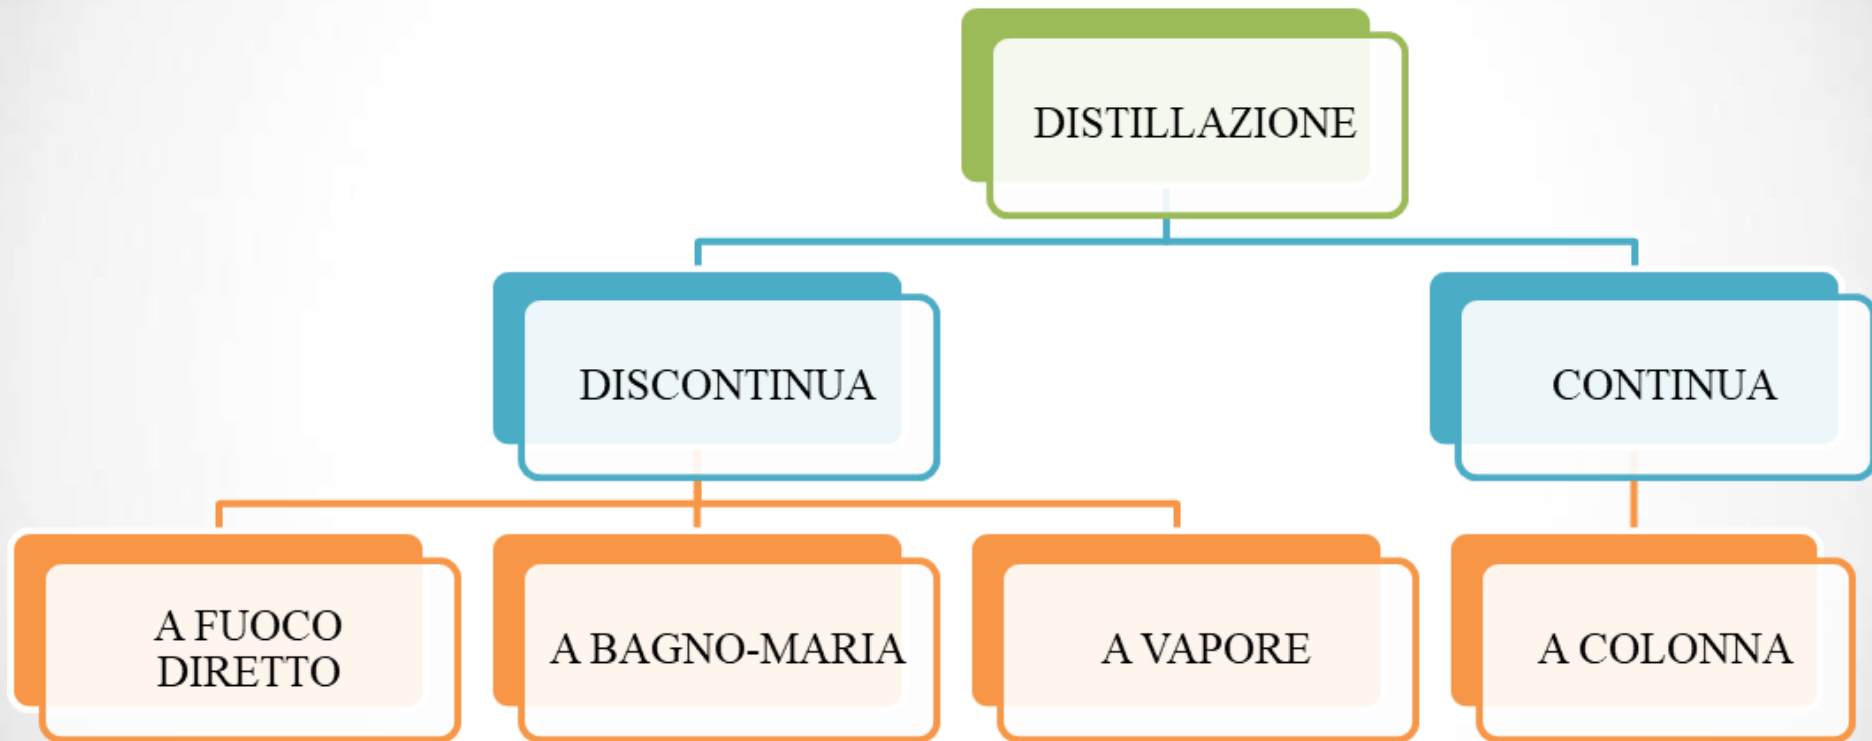 DISTILLAZIONE
DISCONTINUA
CONTINUA
A FUOCO
DIRETTO
A BAGNO-MARIA
A VAPORE
A COLONNA